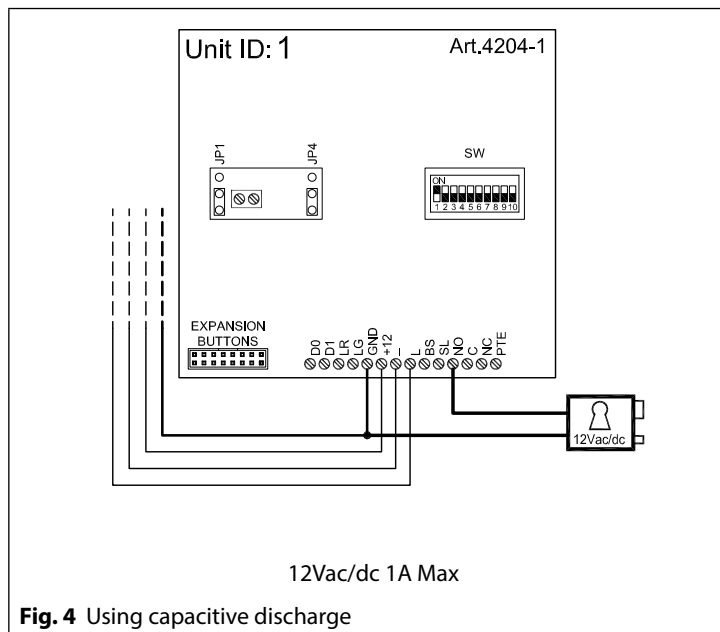 Unit ID: 1
Art.4204-1
JP1
JP4
SW
ON
1 2 3 4 5 6 7 8 9 10
EXPANSION
BUTTONS
D0
D1
LR
LG
GND
+12
–
L
BS
SL
NO
C
NC
PTE
12Vac/dc
12Vac/dc 1A Max
Fig. 4 Using capacitive discharge